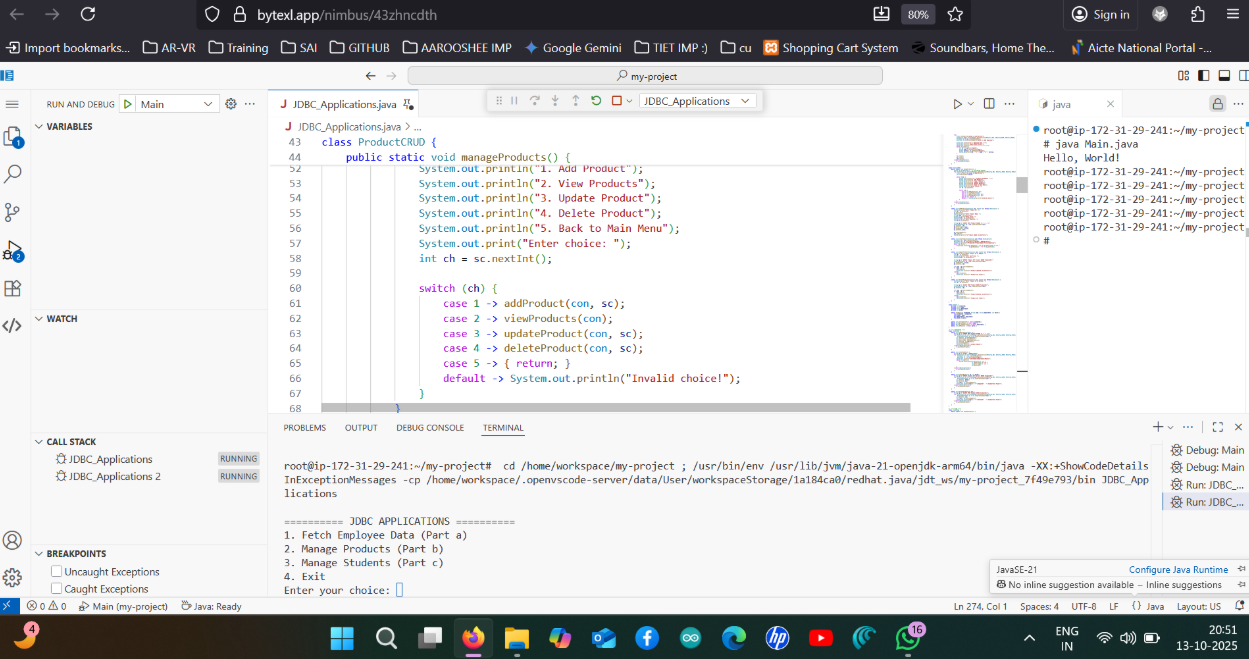 bytexl.app/nimbus/43zhncdth
80%
Sign in
Import bookmarks...
AR-VR
Training
SAI
GITHUB
AAROOSHEE IMP
Google Gemini
TIET IMP :)
cu
Shopping Cart System
Soundbars, Home The...
Aicte National Portal -...
my-project
RUN AND DEBUG
Main
JDBC_Applications.java
JDBC_Applications
java
JDBC_Applications.java > ...
VARIABLES
43 class ProductCRUD {
44 public static void manageProducts() {
52 System.out.println("1. Add Product");
53 System.out.println("2. View Products");
54 System.out.println("3. Update Product");
55 System.out.println("4. Delete Product");
56 System.out.println("5. Back to Main Menu");
57 System.out.print("Enter choice: ");
58 int ch = sc.nextInt();
59
60 switch (ch) {
61 case 1 -> addProduct(con, sc);
62 case 2 -> viewProducts(con);
63 case 3 -> updateProduct(con, sc);
64 case 4 -> deleteProduct(con, sc);
65 case 5 -> { return; }
66 default -> System.out.println("Invalid choice!");
67 }
68 }
root@ip-172-31-29-241:~/my-project
# java Main.java
Hello, World!
root@ip-172-31-29-241:~/my-project
root@ip-172-31-29-241:~/my-project
root@ip-172-31-29-241:~/my-project
root@ip-172-31-29-241:~/my-project
root@ip-172-31-29-241:~/my-project
#
1
2
WATCH
CALL STACK
JDBC_Applications RUNNING
JDBC_Applications 2 RUNNING
BREAKPOINTS
Uncaught Exceptions
Caught Exceptions
PROBLEMS OUTPUT DEBUG CONSOLE TERMINAL
root@ip-172-31-29-241:~/my-project# cd /home/workspace/my-project ; /usr/bin/env /usr/lib/jvm/java-21-openjdk-arm64/bin/java -XX:+ShowCodeDetails
InExceptionMessages -cp /home/workspace/.openvscode-server/data/User/workspaceStorage/1a184ca0/redhat.java/jdt_ws/my-project_7f49e793/bin JDBC_App
lications
========== JDBC APPLICATIONS ==========
1. Fetch Employee Data (Part a)
2. Manage Products (Part b)
3. Manage Students (Part c)
4. Exit
Enter your choice:
Debug: Main
Debug: Main
Run: JDBC_...
Run: JDBC_...
JavaSE-21 Configure Java Runtime
No inline suggestion available – Inline suggestions
0 0 Main (my-project) Java: Ready
Ln 274, Col 1 Spaces: 4 UTF-8 LF {} Java Layout: US
4
16
ENG
IN
20:51
13-10-2025